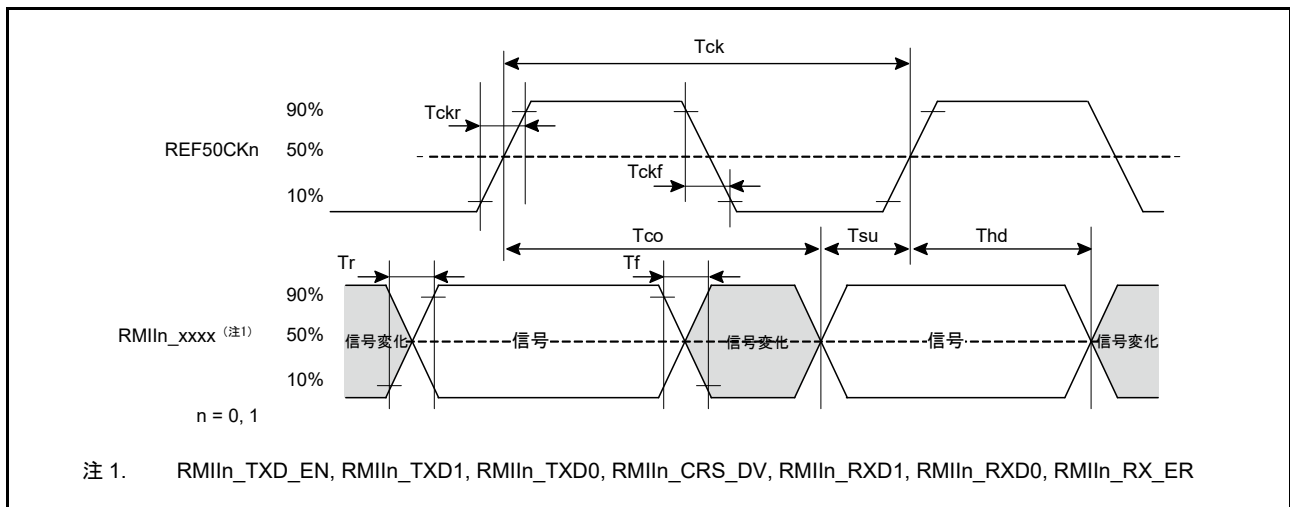 Tck
90%
Tckr
REF50CKn
50%
Tckf
10%
Tco
Tsu
Thd
Tr
Tf
90%
RMIIn_xxxx (注1)
50%
信号変化
信号
信号変化
信号
信号変化
10%
n = 0, 1
注 1. RMIIn_TXD_EN, RMIIn_TXD1, RMIIn_TXD0, RMIIn_CRS_DV, RMIIn_RXD1, RMIIn_RXD0, RMIIn_RX_ER